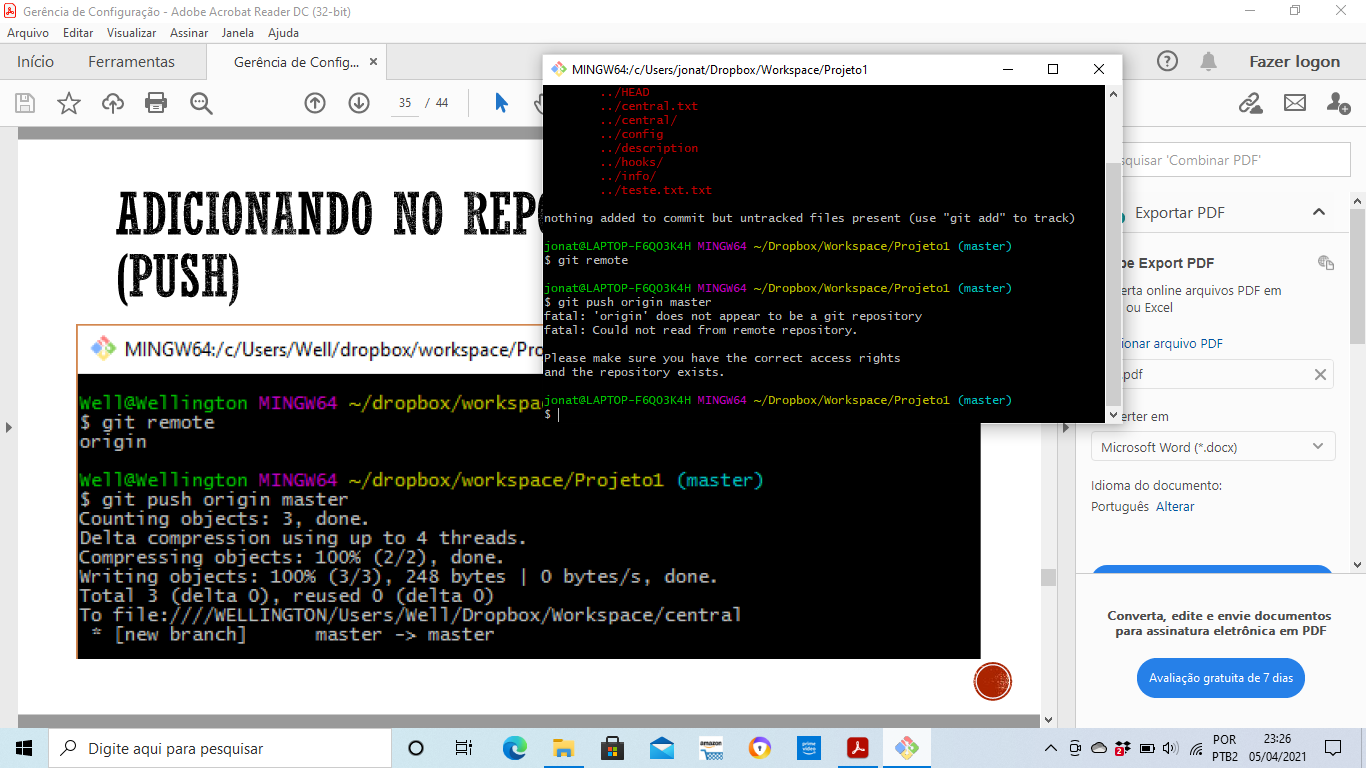 Gerência de Configuração - Adobe Acrobat Reader DC (32-bit)
Arquivo Editar Visualizar Assinar Janela Ajuda
Início Ferramentas Gerência de Config... × Fazer logon
35 / 44
MINGW64:/c/Users/jonat/Dropbox/Workspace/Projeto1
../HEAD
../central.txt
../central/
../config
../description
../hooks/
../info/
../teste.txt.txt
nothing added to commit but untracked files present (use "git add" to track)
jonat@LAPTOP-F6QO3K4H MINGW64 ~/Dropbox/Workspace/Projeto1 (master)
$ git remote
jonat@LAPTOP-F6QO3K4H MINGW64 ~/Dropbox/Workspace/Projeto1 (master)
$ git push origin master
fatal: 'origin' does not appear to be a git repository
fatal: Could not read from remote repository.
Please make sure you have the correct access rights
and the repository exists.
jonat@LAPTOP-F6QO3K4H MINGW64 ~/Dropbox/Workspace/Projeto1 (master)
$
ADICIONANDO NO REPO
(PUSH)
MINGW64:/c/Users/Well/dropbox/workspace/Pro
Well@Wellington MINGW64 ~/dropbox/workspa
$ git remote
origin
Well@Wellington MINGW64 ~/dropbox/workspace/Projeto1 (master)
$ git push origin master
Counting objects: 3, done.
Delta compression using up to 4 threads.
Compressing objects: 100% (2/2), done.
Writing objects: 100% (3/3), 248 bytes | 0 bytes/s, done.
Total 3 (delta 0), reused 0 (delta 0)
To file:////WELLINGTON/Users/Well/Dropbox/Workspace/central
* [new branch] master -> master
squisar 'Combinar PDF'
Exportar PDF
be Export PDF
erta online arquivos PDF em
ou Excel
ionar arquivo PDF
.pdf
erter em
Microsoft Word (*.docx)
Idioma do documento:
Português Alterar
Converta, edite e envie documentos
para assinatura eletrônica em PDF
Avaliação gratuita de 7 dias
Digite aqui para pesquisar
amazon
prime video
2
POR
PTB2
23:26
05/04/2021